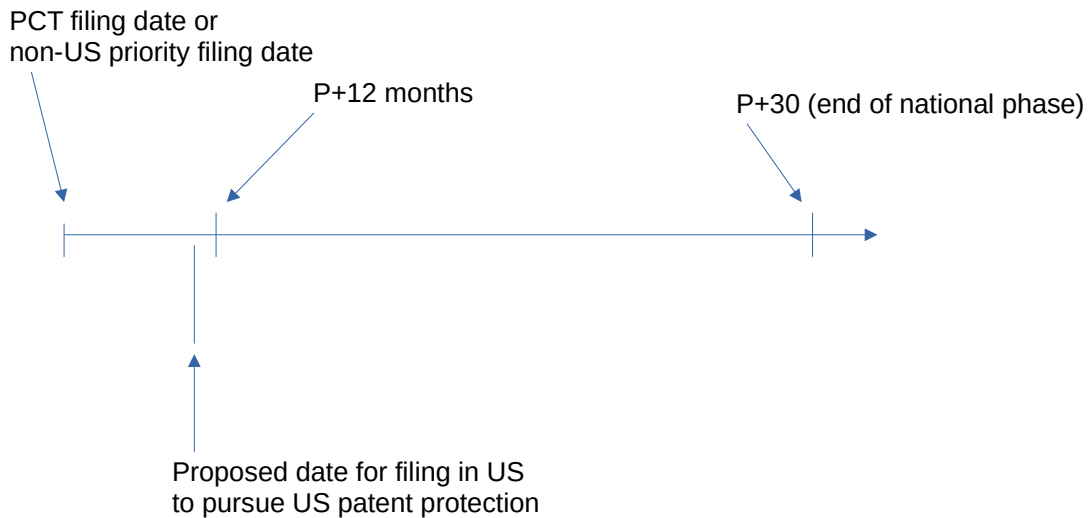 PCT filing date or
non-US priority filing date
P+12 months
P+30 (end of national phase)
Proposed date for filing in US
to pursue US patent protection